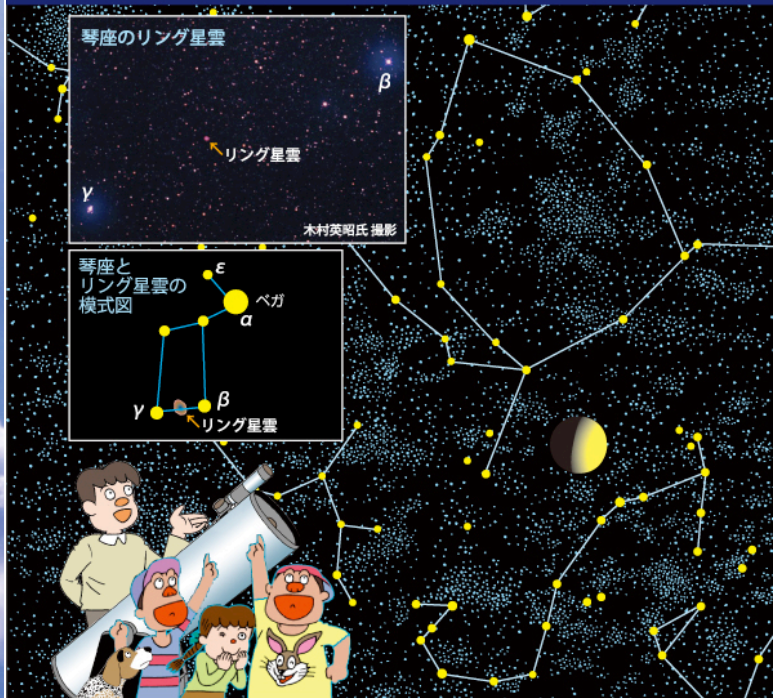 琴座のリング星雲
β
リング星雲
γ
木村英昭氏 撮影
琴座と
リング星雲の
模式図
ε
ベガ
α
γ
β
リング星雲